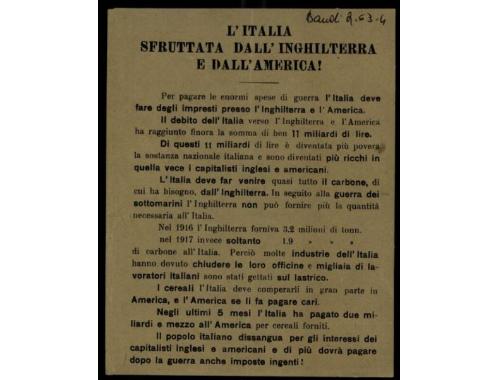 Bandi 2.63-4
L'ITALIA
SFRUTTATA DALL'INGHILTERRA
E DALL'AMERICA!
Per pagare le enormi spese di guerra l'Italia deve
fare degli impresti presso l'Inghilterra e l'America.
Il debito dell'Italia verso l'Inghilterra e l'America
ha raggiunto finora la somma di ben 11 miliardi di lire.
Di questi 11 miliardi di lire è diventata più povera
la sostanza nazionale italiana e sono diventati più ricchi in
quella vece i capitalisti inglesi e americani.
L'Italia deve far venire quasi tutto il carbone, di
cui ha bisogno, dall'Inghilterra. In seguito alla guerra dei
sottomarini l'Inghilterra non può fornire più la quantità
necessaria all'Italia.
Nel 1916 l'Inghilterra forniva 3.2 milioni di tonn.
nel 1917 invece soltanto 1.9 " " "
di carbone all'Italia. Perciò molte industrie dell'Italia
hanno dovuto chiudere le loro officine e migliaia di la-
voratori italiani sono stati gettati sul lastrico.
I cereali l'Italia deve comperarli in gran parte in
America, e l'America se li fa pagare cari.
Negli ultimi 5 mesi l'Italia ha pagato due mi-
liardi e mezzo all'America per cereali forniti.
Il popolo italiano dissangua per gli interessi dei
capitalisti inglesi e americani e di più dovrà pagare
dopo la guerra anche imposte ingenti!